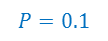 P = 0.1